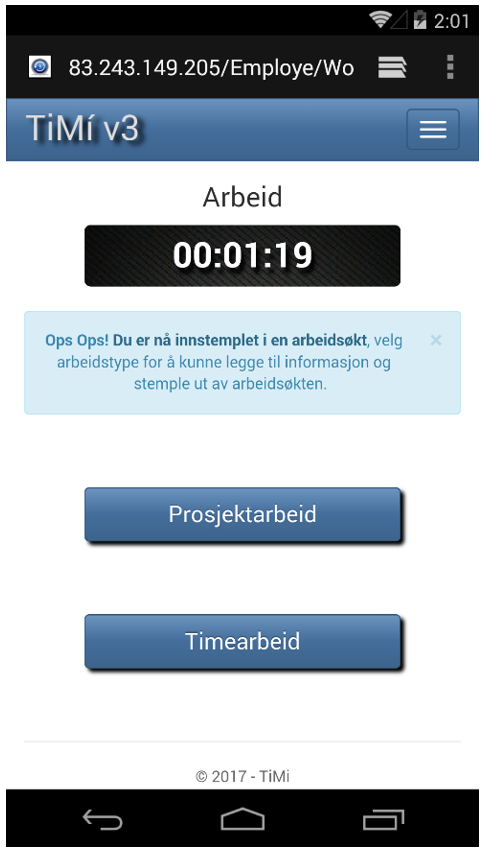 2:01
83.243.149.205/Employe/Wo
TiMí v3
Arbeid
00:01:19
Ops Ops! Du er nå innstemplet i en arbeidsøkt, velg ×
arbeidstype for å kunne legge til informasjon og
stemple ut av arbeidsøkten.
Prosjektarbeid
Timearbeid
© 2017 - TiMi